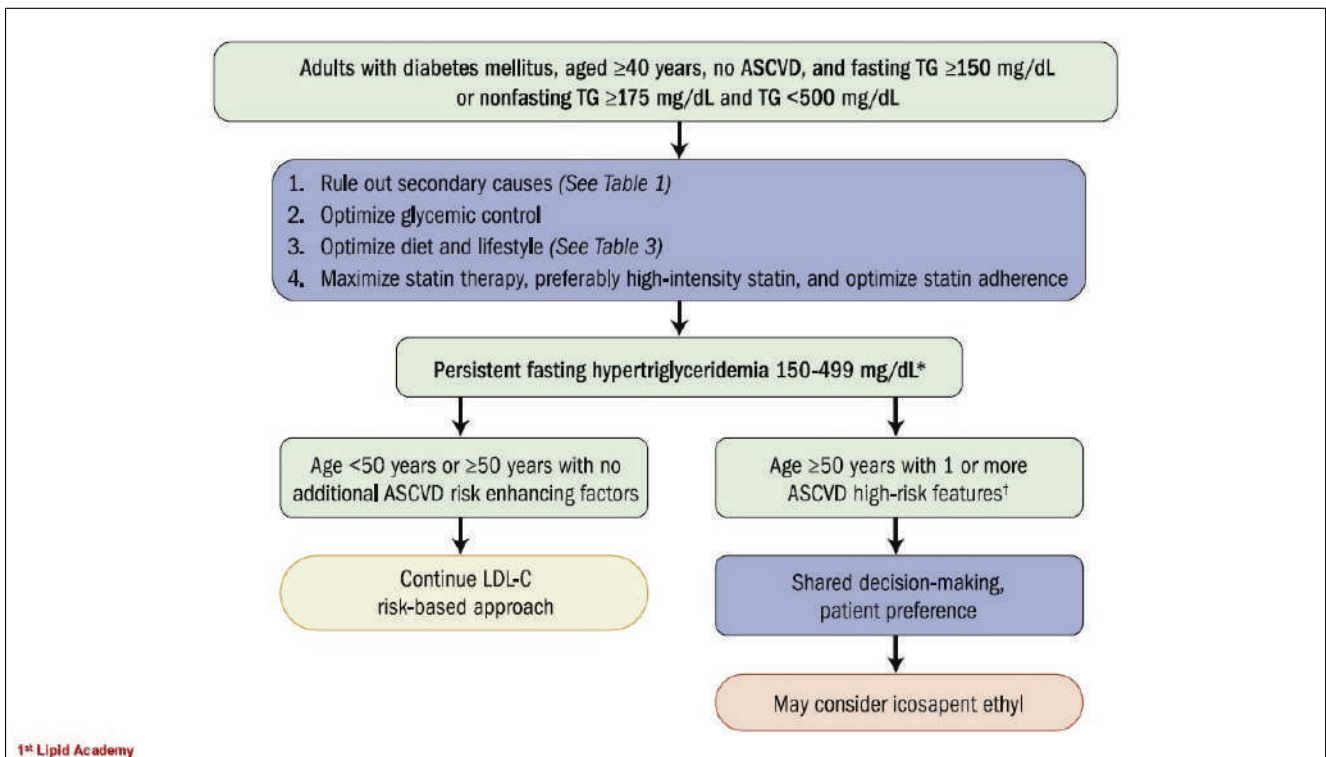 Adults with diabetes mellitus, aged ≥40 years, no ASCVD, and fasting TG ≥150 mg/dL
or nonfasting TG ≥175 mg/dL and TG <500 mg/dL
1. Rule out secondary causes (See Table 1)
2. Optimize glycemic control
3. Optimize diet and lifestyle (See Table 3)
4. Maximize statin therapy, preferably high-intensity statin, and optimize statin adherence
Persistent fasting hypertriglyceridemia 150-499 mg/dL*
Age <50 years or ≥50 years with no
additional ASCVD risk enhancing factors
Continue LDL-C
risk-based approach
Age ≥50 years with 1 or more
ASCVD high-risk features†
Shared decision-making,
patient preference
May consider icosapent ethyl
1st Lipid Academy